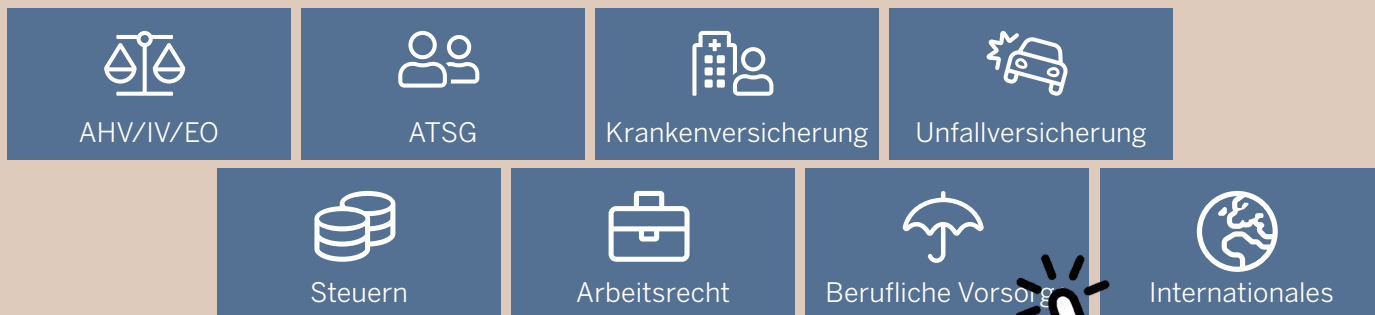 AHV/IV/EO
ATSG
Krankenversicherung
Unfallversicherung
Steuern
Arbeitsrecht
Berufliche Vorsorge
Internationales